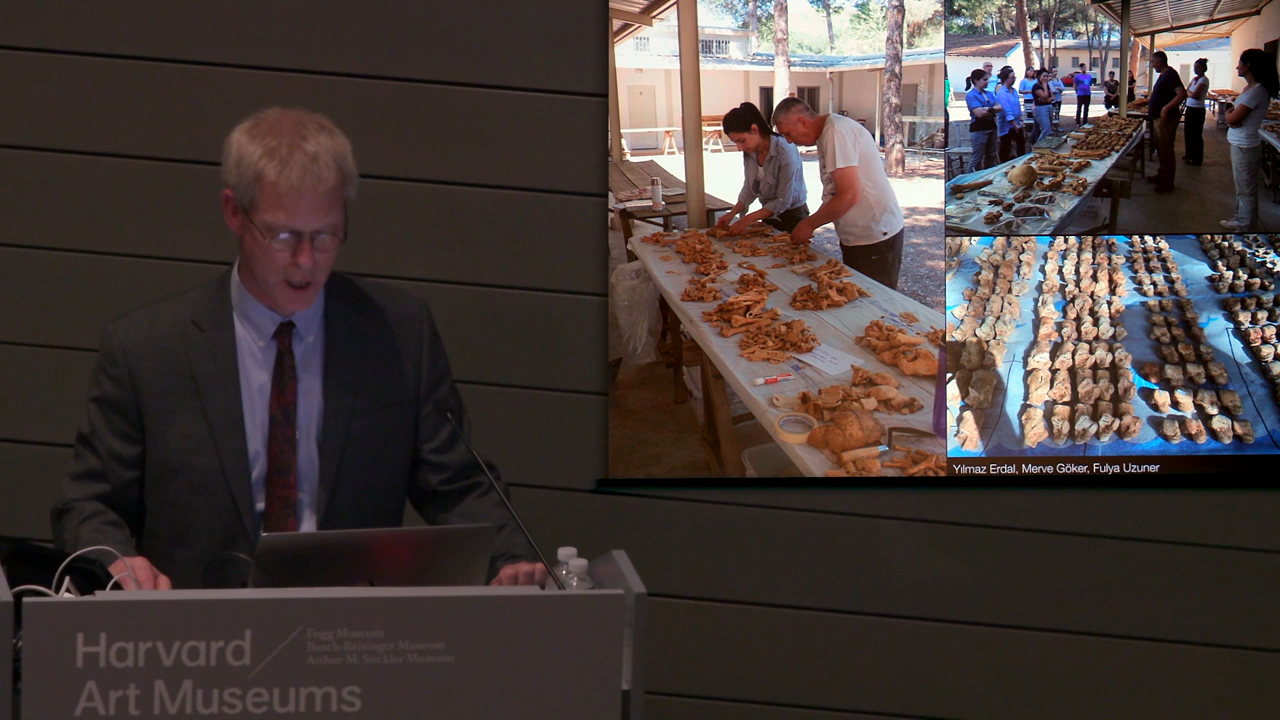 Yılmaz Erdal, Merve Göker, Fulya Uzuner
Harvard
Art Museums
Fogg Museum
Busch-Reisinger Museum
Arthur M. Sackler Museum